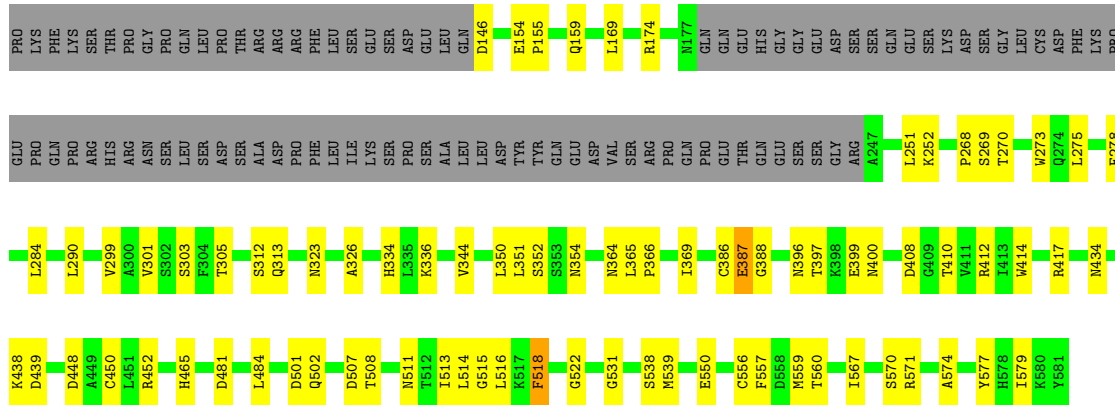 PRO LYS PHE LYS SER THR PRO GLY PRO GLN LEU PRO THR ARG ARG ARG PHE LEU SER GLU SER ASP GLU LEU GLN D146 E154 P155 Q159 L169 R174 N177 GLN GLN GLU HIS GLY GLY GLU ASP SER SER GLN GLU SER LYS ASP SER GLY LEU CYS ASP PHE LYS PRO
GLU PRO GLN PRO ARG HIS ARG ASN SER LEU SER ASP SER ALA ASP PRO PHE LEU ILE LYS SER PRO SER ALA LEU LEU ASP TYR TYR GLN GLU ASP VAL SER ARG PRO GLN PRO GLU THR GLN GLU SER SER GLY ARG A247 L251 K252 P268 S269 T270 W273 Q274 L275
L284 L290 V299 A300 V301 S302 S303 F304 T305 S312 Q313 N323 A326 H334 L335 K336 V344 L350 L351 S352 S353 N354 N364 L365 P366 I369 C386 E387 G388 N396 T397 K398 E399 N400 D408 G409 T410 V411 R412 I413 W414 R417 N434
K438 D439 D448 A449 C450 L451 R452 H465 D481 L484 D501 Q502 D507 T508 N511 T512 I513 L514 G515 L516 K517 F518 G522 G531 S538 M539 E550 C556 F557 D558 M559 T560 I567 S570 R571 A574 Y577 H578 I579 K580 Y581